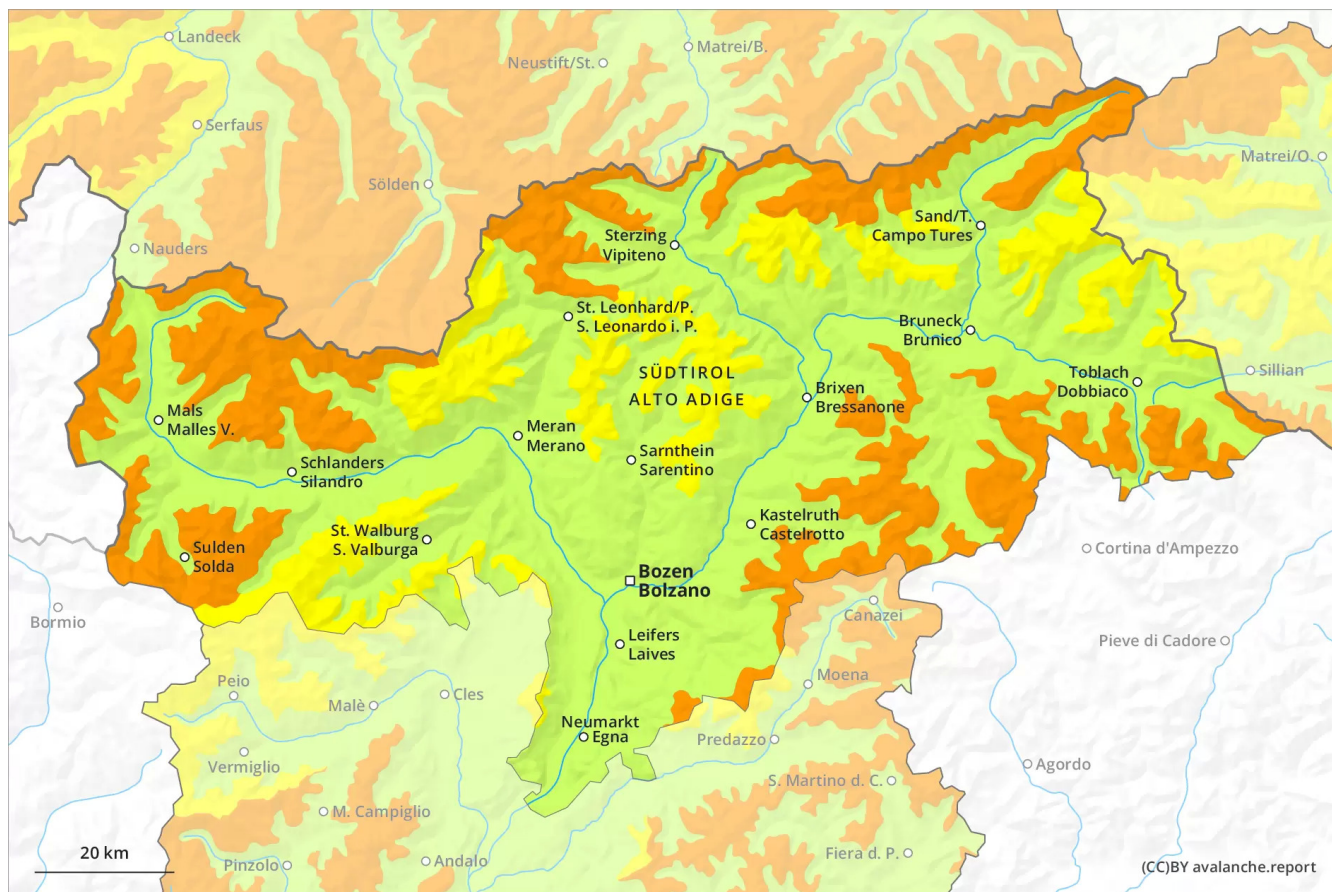 Landeck
Matrei/B.
Neustift/St.
Serfaus
Matrei/O.
Sölden
Sand/T.
Campo Tures
Sterzing
Vipiteno
Nauders
St. Leonhard/P.
S. Leonardo i. P.
Bruneck
Brunico
SÜDTIROL
ALTO ADIGE
Toblach
Dobbiaco
Sillian
Brixen
Bressanone
Mals
Malles V.
Meran
Merano
Sarnthein
Sarentino
Schlanders
Silandro
Kastelruth
Castelrotto
St. Walburg
S. Valburga
Sulden
Solda
Cortina d'Ampezzo
Bozen
Bolzano
Bormio
Canazei
Leifers
Laives
Pieve di Cadore
Peio
Moena
Malè
Cles
Neumarkt
Egna
Predazzo
Vermiglio
Agordo
S. Martino d. C.
M. Campiglio
20 km
Pinzolo
Andalo
Fiera d. P.
(CC)BY avalanche.report